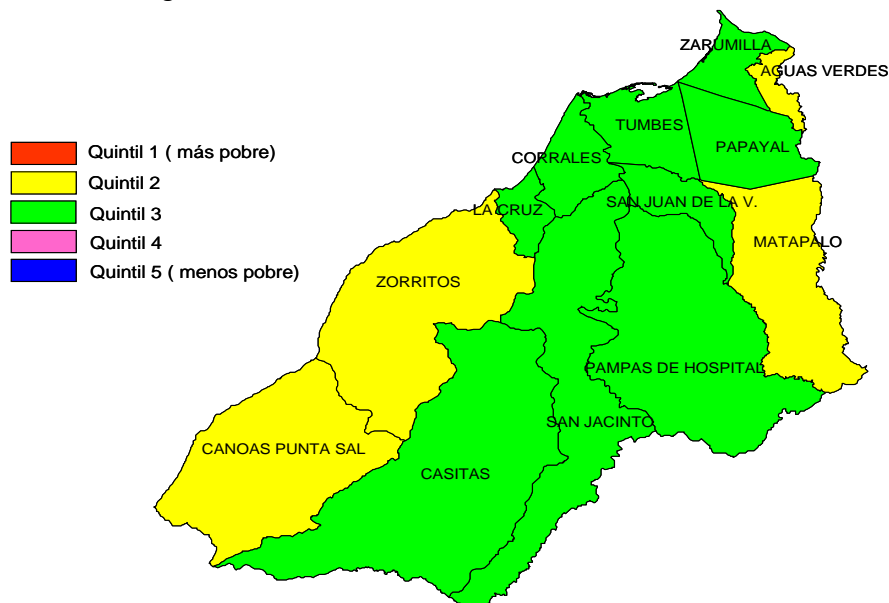 ZARUMILLA
AGUAS VERDES
TUMBES
PAPAYAL
CORRALES
Quintil 1 ( más pobre)
Quintil 2
Quintil 3
Quintil 4
Quintil 5 ( menos pobre)
LA CRUZ
SAN JUAN DE LA V.
MATAPALO
ZORRITOS
PAMPAS DE HOSPITAL
SAN JACINTO
CANOAS PUNTA SAL
CASITAS